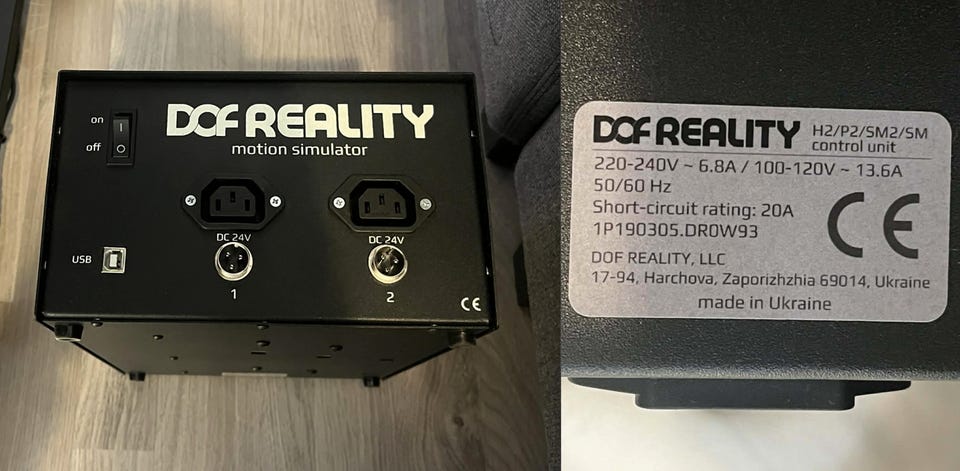 on
off
DOF REALITY
motion simulator
DC 24V
DC 24V
USB
1
2
CE
DOF REALITY H2/P2/SM2/SM
control unit
220-240V ~ 6.8A / 100-120V ~ 13.6A
50/60 Hz
Short-circuit rating: 20A
1P190305.DR0W93
CE
DOF REALITY, LLC
17-94, Harchova, Zaporizhzhia 69014, Ukraine
made in Ukraine